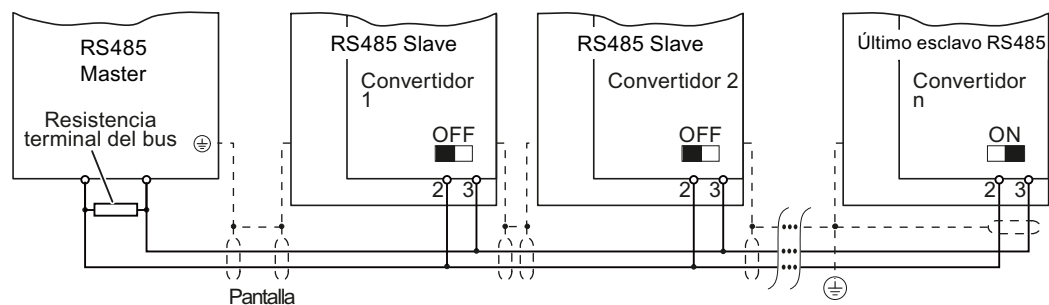 RS485
Master
Resistencia
terminal del bus
RS485 Slave
Convertidor
1
OFF
2 3
RS485 Slave
Convertidor 2
OFF
2 3
Último esclavo RS485
Convertidor
n
ON
2 3
Pantalla